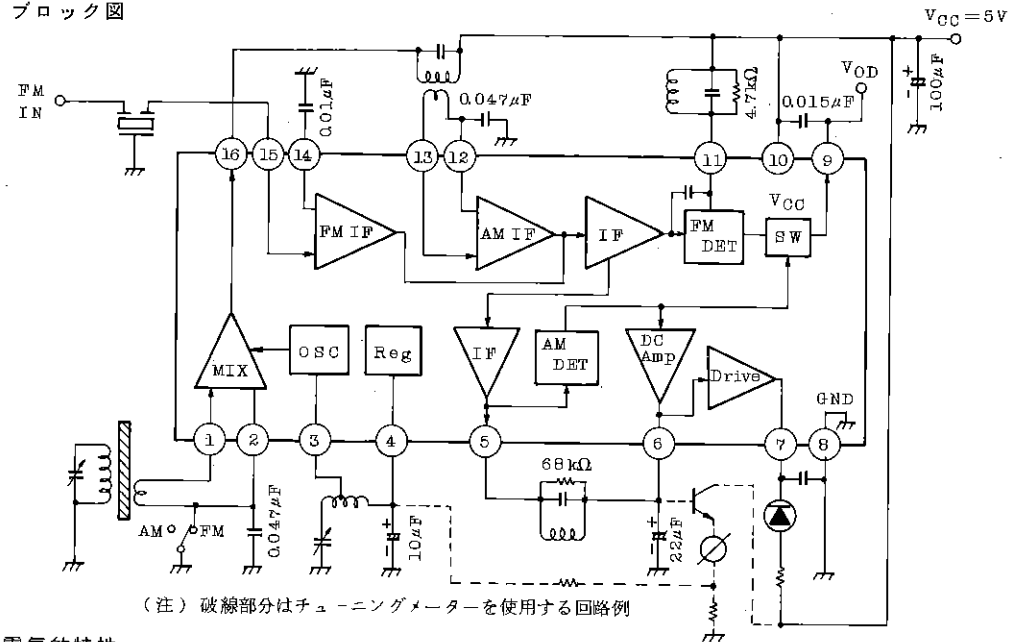 ブロック図
VCC=5V
FM
IN
0.01μF
0.047μF
4.7kΩ
VOD
0.015μF
100μF
16
15
14
13
12
11
10
9
FM IF
AM IF
IF
FM
DET
VCC
SW
MIX
OSC
Reg
IF
AM
DET
DC
Amp
Drive
GND
1
2
3
4
5
6
7
8
68kΩ
AM
FM
0.047μF
10μF
22μF
(注) 破線部分はチューニングメーターを使用する回路例
電気的特性